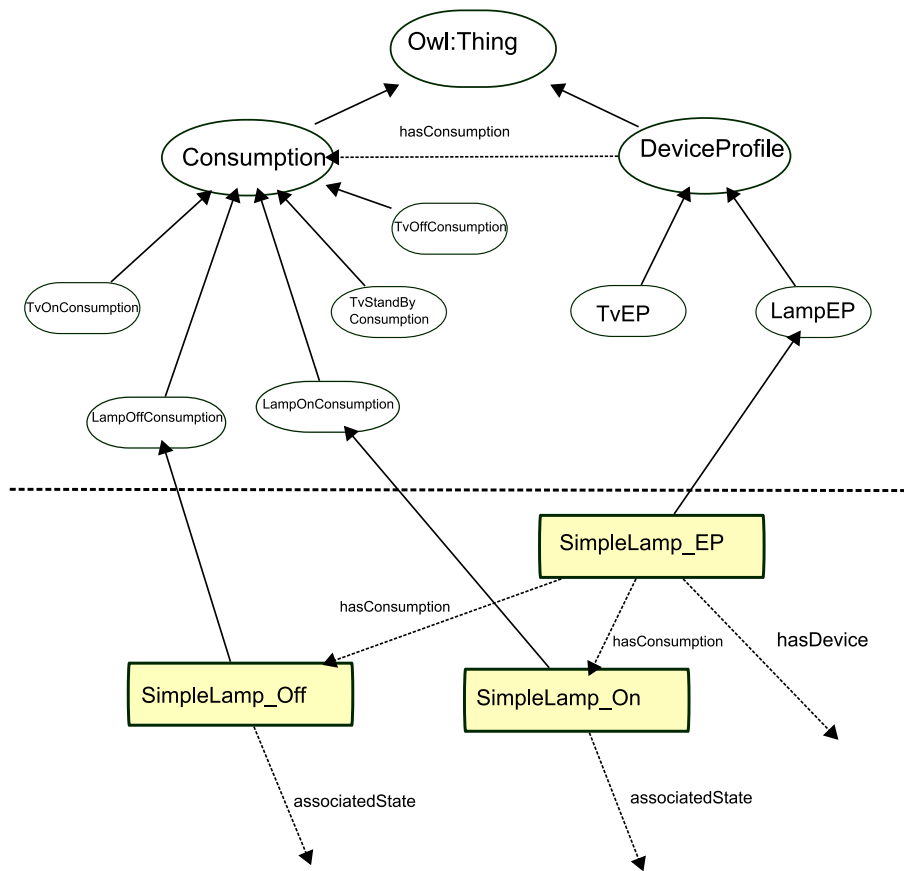 Owl:Thing
hasConsumption
Consumption
DeviceProfile
TvOffConsumption
TvOnConsumption
TvStandBy
Consumption
TvEP
LampEP
LampOffConsumption
LampOnConsumption
SimpleLamp_EP
hasConsumption
hasConsumption
hasDevice
SimpleLamp_Off
SimpleLamp_On
associatedState
associatedState